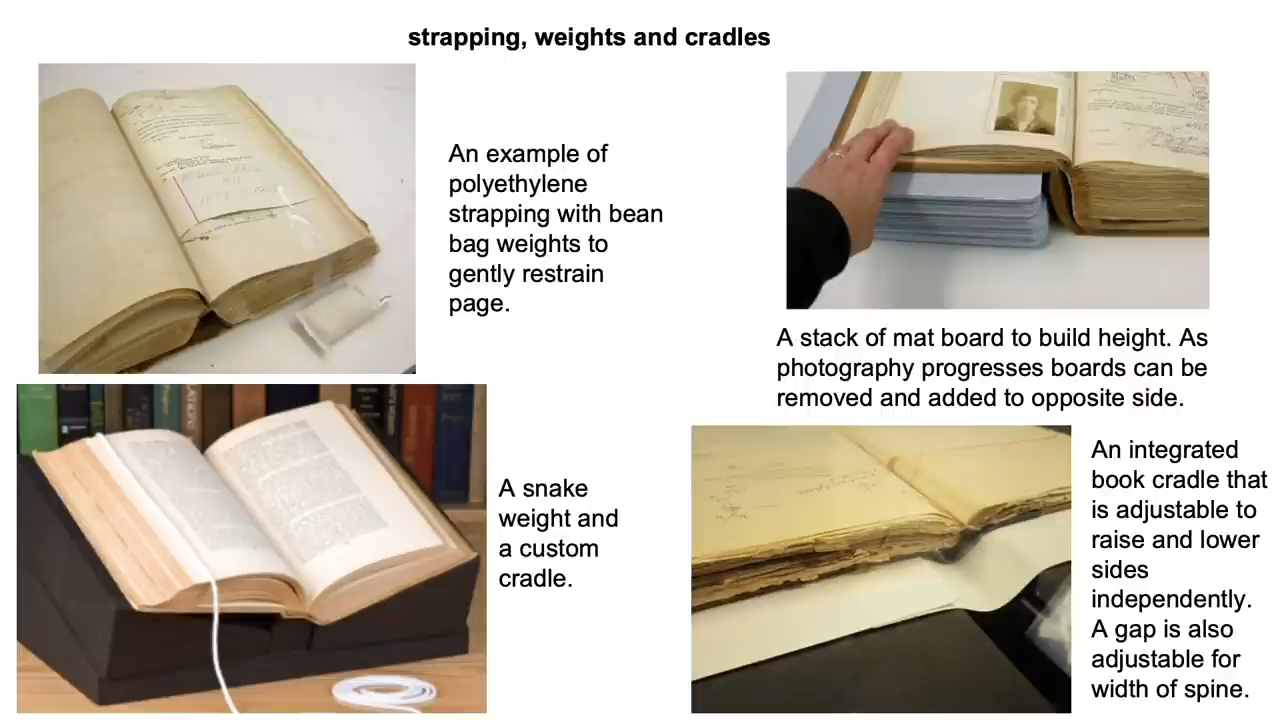 strapping, weights and cradles
An example of
polyethylene
strapping with bean
bag weights to
gently restrain
page.
A stack of mat board to build height. As
photography progresses boards can be
removed and added to opposite side.
A snake
weight and
a custom
cradle.
An integrated
book cradle that
is adjustable to
raise and lower
sides
independently.
A gap is also
adjustable for
width of spine.